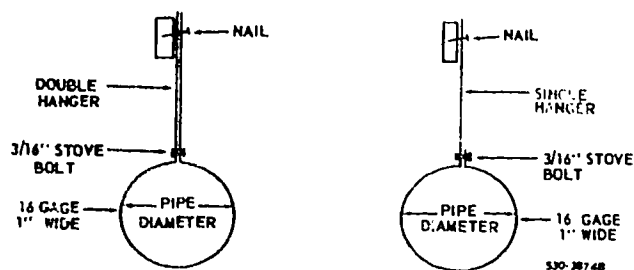 NAIL
DOUBLE
HANGER
3/16" STOVE
BOLT
PIPE
DIAMETER
16 GAGE
1" WIDE
NAIL
SINGLE
HANGER
3/16" STOVE
BOLT
PIPE
DIAMETER
16 GAGE
1" WIDE